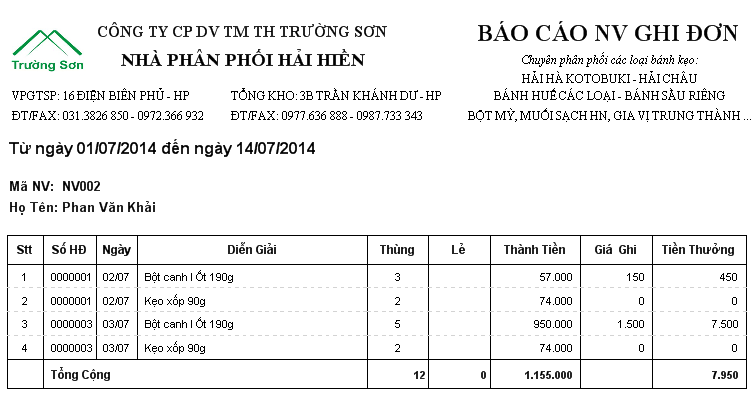 CÔNG TY CP DV TM TH TRƯỜNG SƠN
NHÀ PHÂN PHỐI HẢI HIỀN
Trường Sơn
VPGTSP: 16 ĐIỆN BIÊN PHỦ - HP TỔNG KHO: 3B TRẦN KHÁNH DƯ - HP
ĐT/FAX: 031.3826 850 - 0972.366 932 ĐT/FAX: 0977.636 888 - 0987.733 343
BÁO CÁO NV GHI ĐƠN
Chuyên phân phối các loại bánh kẹo:
HẢI HÀ KOTOBUKI - HẢI CHÂU
BÁNH HUẾ CÁC LOẠI - BÁNH SẦU RIÊNG
BỘT MỲ, MUỐI SẠCH HN, GIA VỊ TRUNG THÀNH ...
Từ ngày 01/07/2014 đến ngày 14/07/2014
Mã NV: NV002
Họ Tên: Phan Văn Khải
Stt Số HĐ Ngày Diễn Giải Thùng Lẻ Thành Tiền Giá Ghi Tiền Thưởng
1 0000001 02/07 Bột canh I Ốt 190g 3 57.000 150 450
2 0000001 02/07 Kẹo xốp 90g 2 74.000 0 0
3 0000003 03/07 Bột canh I Ốt 190g 5 950.000 1.500 7.500
4 0000003 03/07 Kẹo xốp 90g 2 74.000 0 0
Tổng Cộng 12 0 1.155.000 7.950